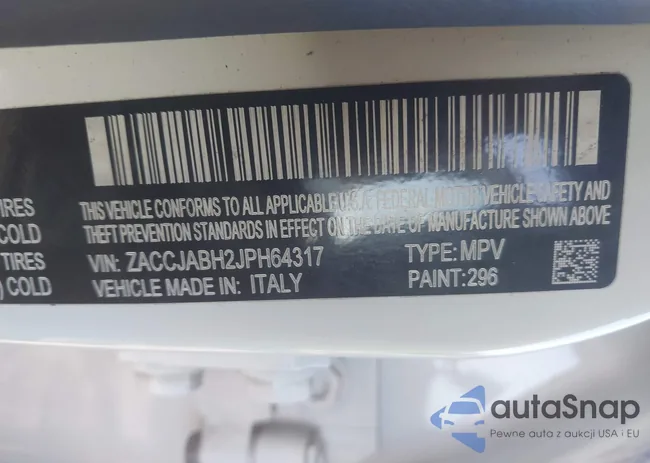 THIS VEHICLE CONFORMS TO ALL APPLICABLE U.S. FEDERAL MOTOR VEHICLE SAFETY AND
IRES
THEFT PREVENTION STANDARDS IN EFFECT ON THE DATE OF MANUFACTURE SHOWN ABOVE
COLD
VIN: ZACCJABH2JPH64317 TYPE: MPV
TIRES
VEHICLE MADE IN: ITALY PAINT: 296
) COLD
autaSnap
Pewne auta z aukcji USA i EU